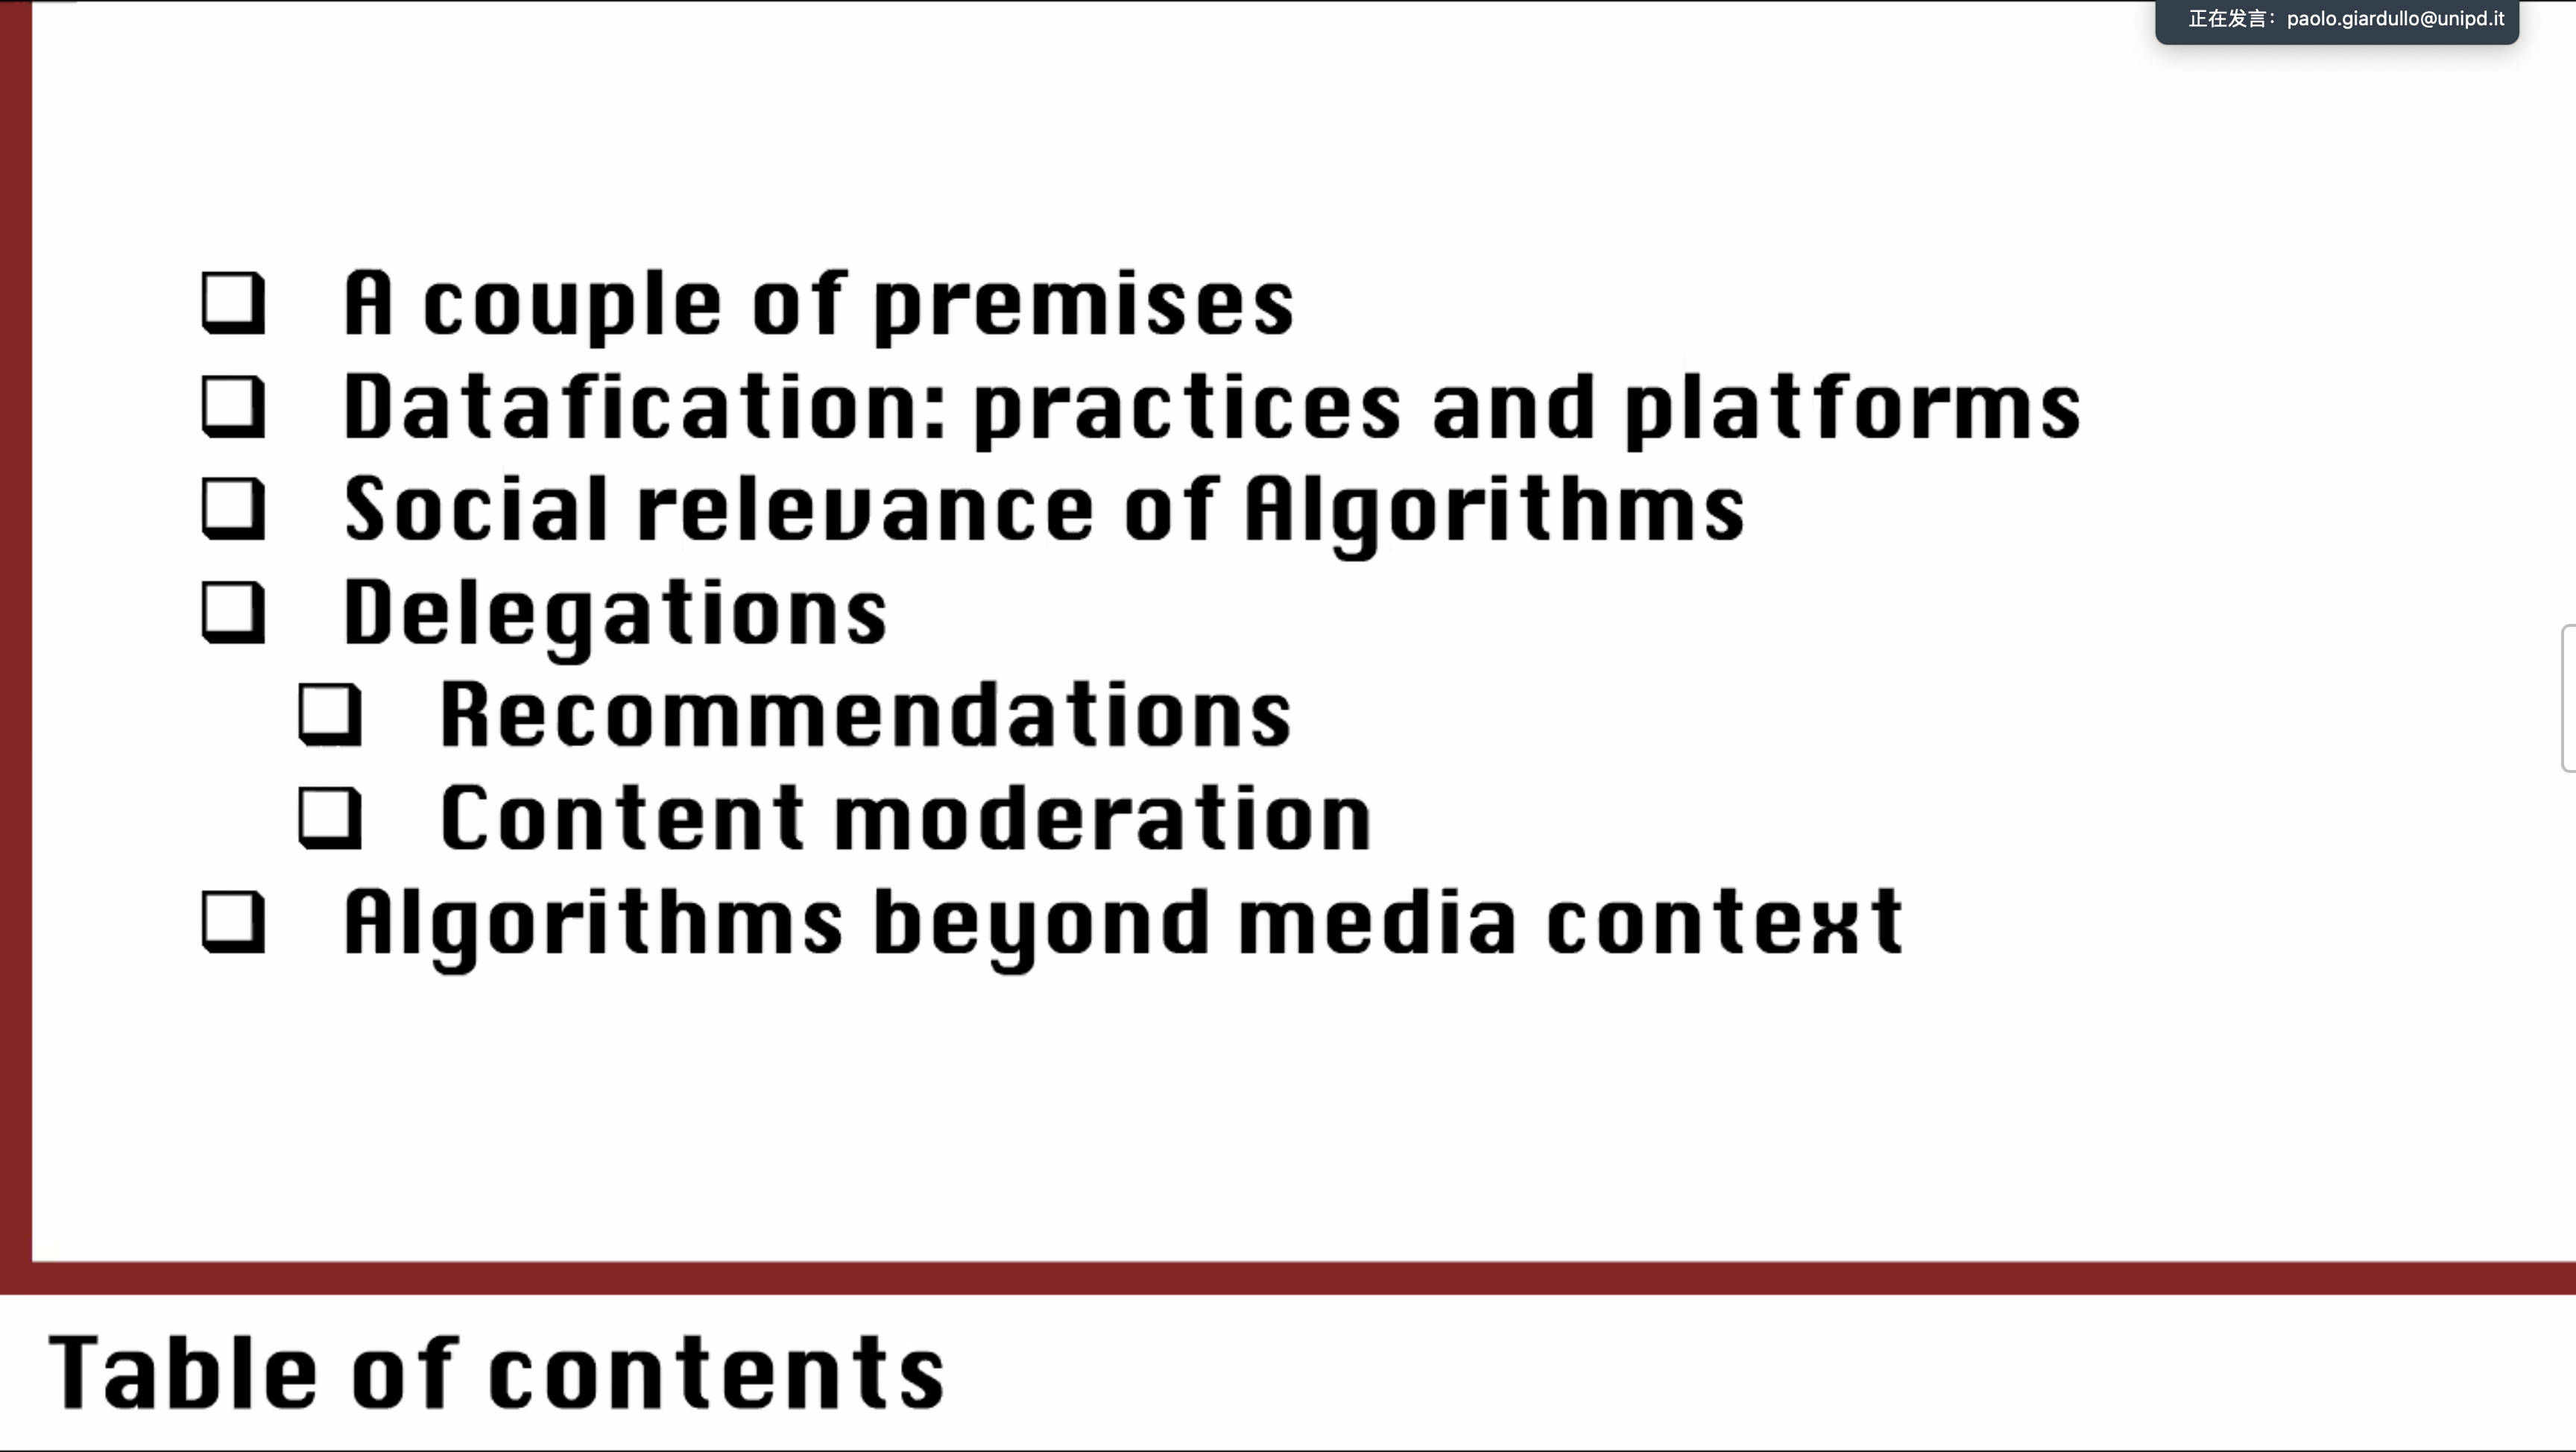 正在发言: paolo.giardullo@unipd.it
A couple of premises
Datafication: practices and platforms
Social relevance of Algorithms
Delegations
Recommendations
Content moderation
Algorithms beyond media context
Table of contents